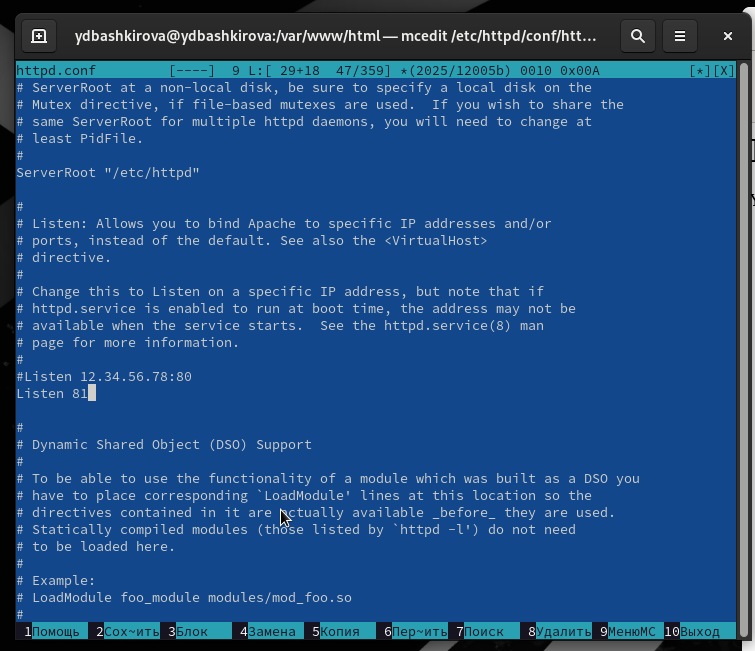 ydbashkirova@ydbashkirova:/var/www/html — mcedit /etc/httpd/conf/htt...
httpd.conf [----] 9 L:[ 29+18 47/359] *(2025/12005b) 0010 0x00A [*][X]
# ServerRoot at a non-local disk, be sure to specify a local disk on the
# Mutex directive, if file-based mutexes are used.  If you wish to share the
# same ServerRoot for multiple httpd daemons, you will need to change at
# least PidFile.
#
ServerRoot "/etc/httpd"
#
# Listen: Allows you to bind Apache to specific IP addresses and/or
# ports, instead of the default. See also the <VirtualHost>
# directive.
#
# Change this to Listen on a specific IP address, but note that if
# httpd.service is enabled to run at boot time, the address may not be
# available when the service starts.  See the httpd.service(8) man
# page for more information.
#
#Listen 12.34.56.78:80
Listen 81
#
# Dynamic Shared Object (DSO) Support
#
# To be able to use the functionality of a module which was built as a DSO you
# have to place corresponding `LoadModule' lines at this location so the
# directives contained in it are actually available _before_ they are used.
# Statically compiled modules (those listed by `httpd -l') do not need
# to be loaded here.
#
# Example:
# LoadModule foo_module modules/mod_foo.so
#
1Помощь 2Сох~ить 3Блок 4Замена 5Копия 6Пер~ить 7Поиск 8Удалить 9МенюМС 10Выход